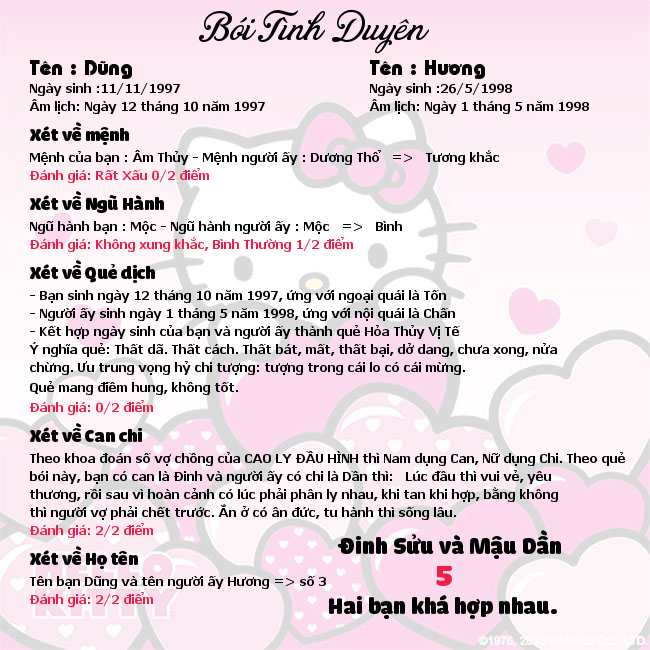 Bói Tình Duyên
Tên : Dũng
Ngày sinh :11/11/1997
Âm lịch: Ngày 12 tháng 10 năm 1997
Tên : Hương
Ngày sinh :26/5/1998
Âm lịch: Ngày 1 tháng 5 năm 1998
Xét về mệnh
Mệnh của bạn : Âm Thủy - Mệnh người ấy : Dương Thổ => Tương khắc
Đánh giá: Rất Xấu 0/2 điểm
Xét về Ngũ Hành
Ngũ hành bạn : Mộc - Ngũ hành người ấy : Mộc => Bình
Đánh giá: Không xung khắc, Bình Thường 1/2 điểm
Xét về Quẻ dịch
- Bạn sinh ngày 12 tháng 10 năm 1997, ứng với ngoại quái là Tốn
- Người ấy sinh ngày 1 tháng 5 năm 1998, ứng với nội quái là Chấn
- Kết hợp ngày sinh của bạn và người ấy thành quẻ Hỏa Thủy Vị Tế
Ý nghĩa quẻ: Thất dã. Thất cách. Thất bát, mất, thất bại, dở dang, chưa xong, nửa
chừng. Ưu trung vọng hỷ chi tượng: tượng trong cái lo có cái mừng.
Quẻ mang điềm hung, không tốt.
Đánh giá: 0/2 điểm
Xét về Can chi
Theo khoa đoán số vợ chồng của CAO LY ĐẦU HÌNH thì Nam dụng Can, Nữ dụng Chi. Theo quẻ
bói này, bạn có can là Đinh và người ấy có chi là Dần thì: Lúc đầu thì vui vẻ, yêu
thương, rồi sau vì hoàn cảnh có lúc phải phân ly nhau, khi tan khi hợp, bằng không
thì người vợ phải chết trước. Ăn ở có ân đức, tu hành thì sống lâu.
Đánh giá: 2/2 điểm
Xét về Họ tên
Tên bạn Dũng và tên người ấy Hương => số 3
Đánh giá: 2/2 điểm
Đinh Sửu và Mậu Dần
5
Hai bạn khá hợp nhau.
HELLO
KITTY